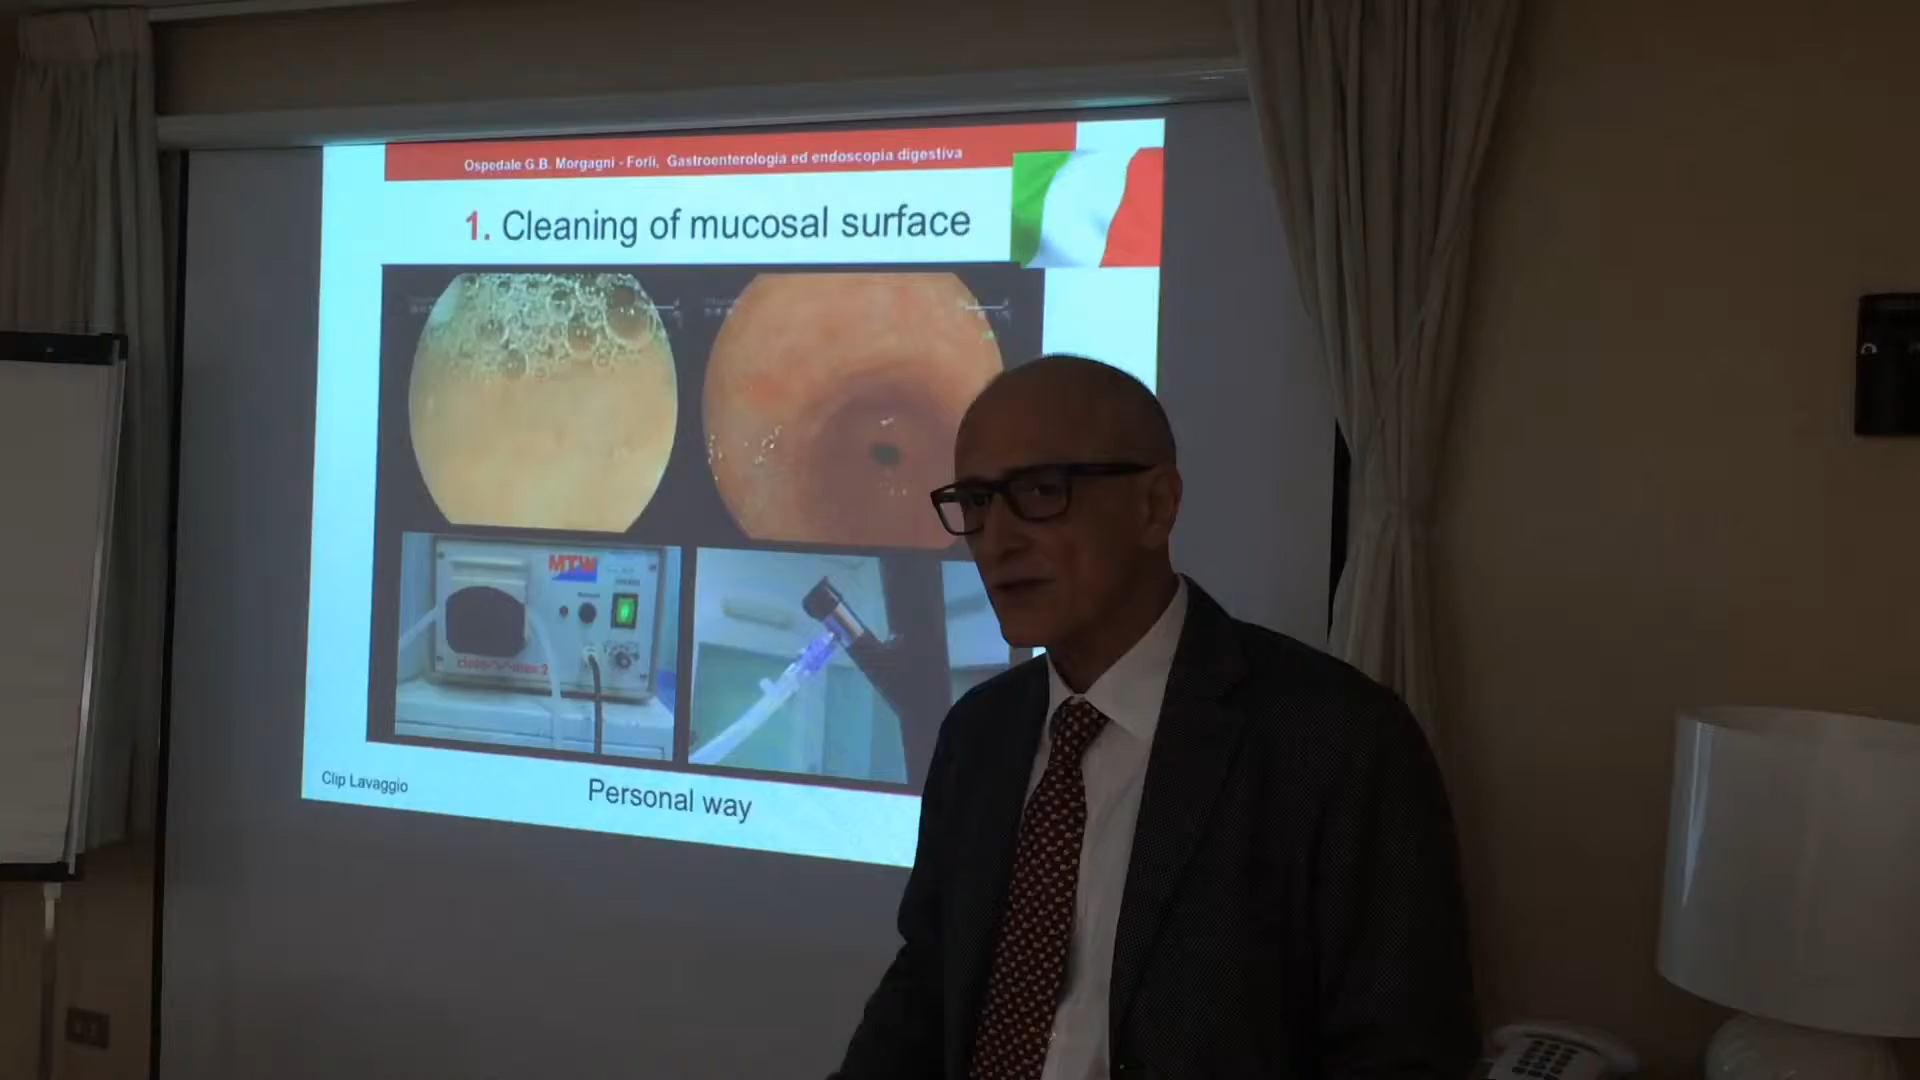 Ospedale G.B. Morgagni - Forlì, Gastroenterologia ed endoscopia digestiva
1. Cleaning of mucosal surface
MTW
Clip Lavaggio
Personal way